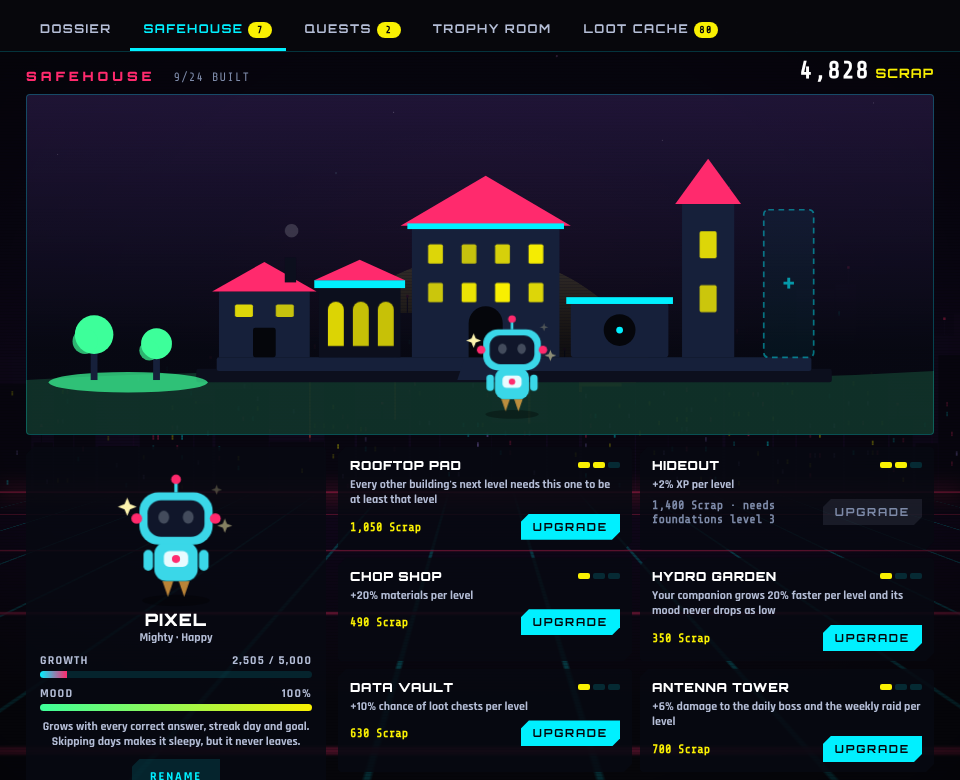 DOSSIER SAFEHOUSE 7 QUESTS 2 TROPHY ROOM LOOT CACHE 80
SAFEHOUSE 9/24 BUILT 4,828 SCRAP
+
PIXEL
Mighty · Happy
GROWTH 2,505 / 5,000
MOOD 100%
Grows with every correct answer, streak day and goal.
Skipping days makes it sleepy, but it never leaves.
RENAME
ROOFTOP PAD
Every other building's next level needs this one to be
at least that level
1,050 Scrap UPGRADE
HIDEOUT
+2% XP per level
1,400 Scrap · needs
foundations level 3
UPGRADE
CHOP SHOP
+20% materials per level
490 Scrap UPGRADE
HYDRO GARDEN
Your companion grows 20% faster per level and its
mood never drops as low
350 Scrap UPGRADE
DATA VAULT
+10% chance of loot chests per level
630 Scrap UPGRADE
ANTENNA TOWER
+6% damage to the daily boss and the weekly raid per
level
700 Scrap UPGRADE